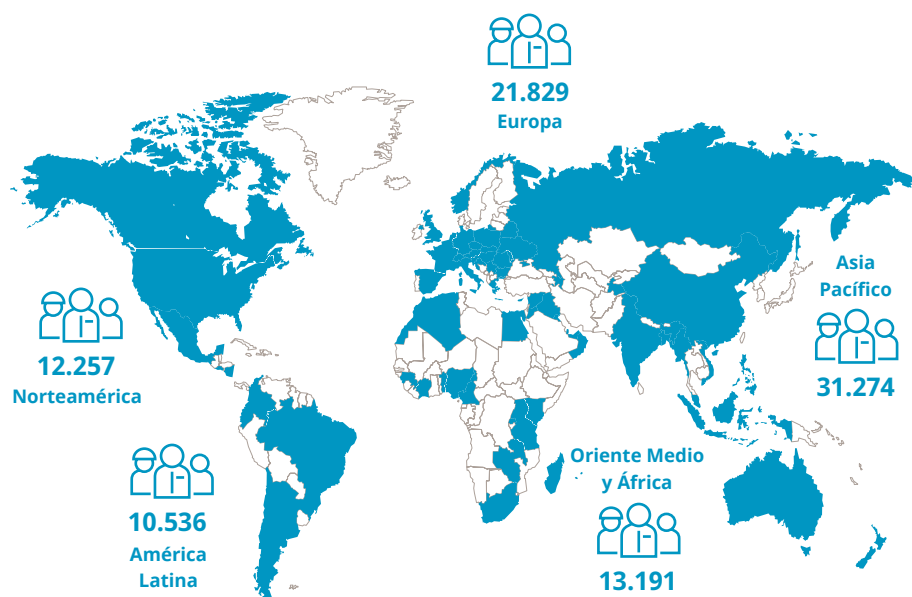 21.829
Europa
Asia
Pacífico
31.274
12.257
Norteamérica
Oriente Medio
y África
13.191
10.536
América
Latina